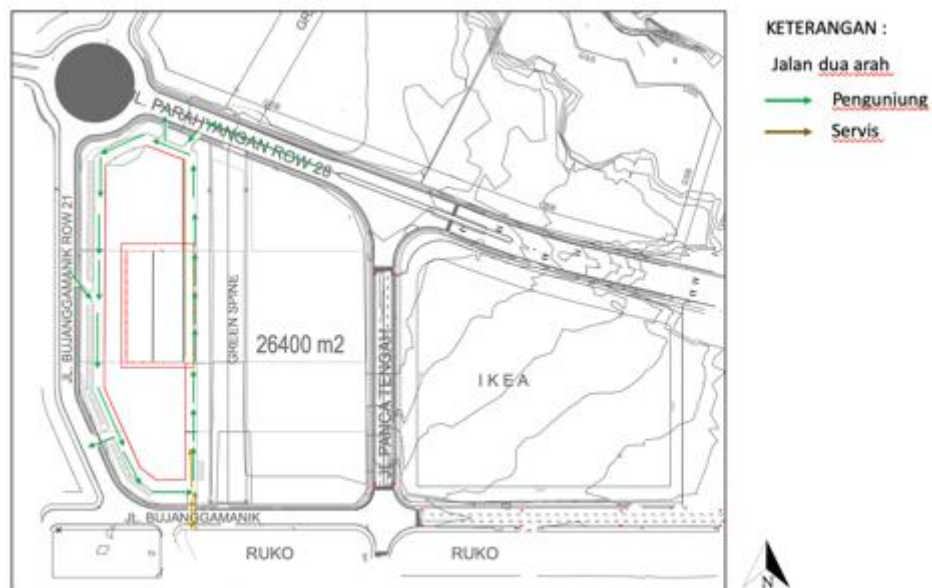 KETERANGAN :
Jalan dua arah
Pengunjung
Servis
JL. PARAHYANGAN ROW 28
JL. BUJANGGAMANIK ROW 21
GREEN SPINE
26400 m2
JL PANCA TENGAH
IKEA
JL. BUJANGGAMANIK
RUKO
RUKO
N